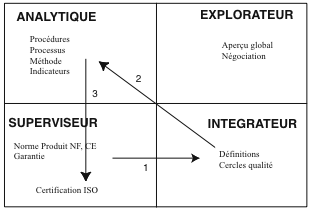 ANALYTIQUE
Procédures
Processus
Méthode
Indicateurs
EXPLORATEUR
Aperçu global
Négociation
2
3
SUPERVISEUR
Norme Produit NF, CE
Garantie
Certification ISO
1
INTEGRATEUR
Définitions
Cercles qualité